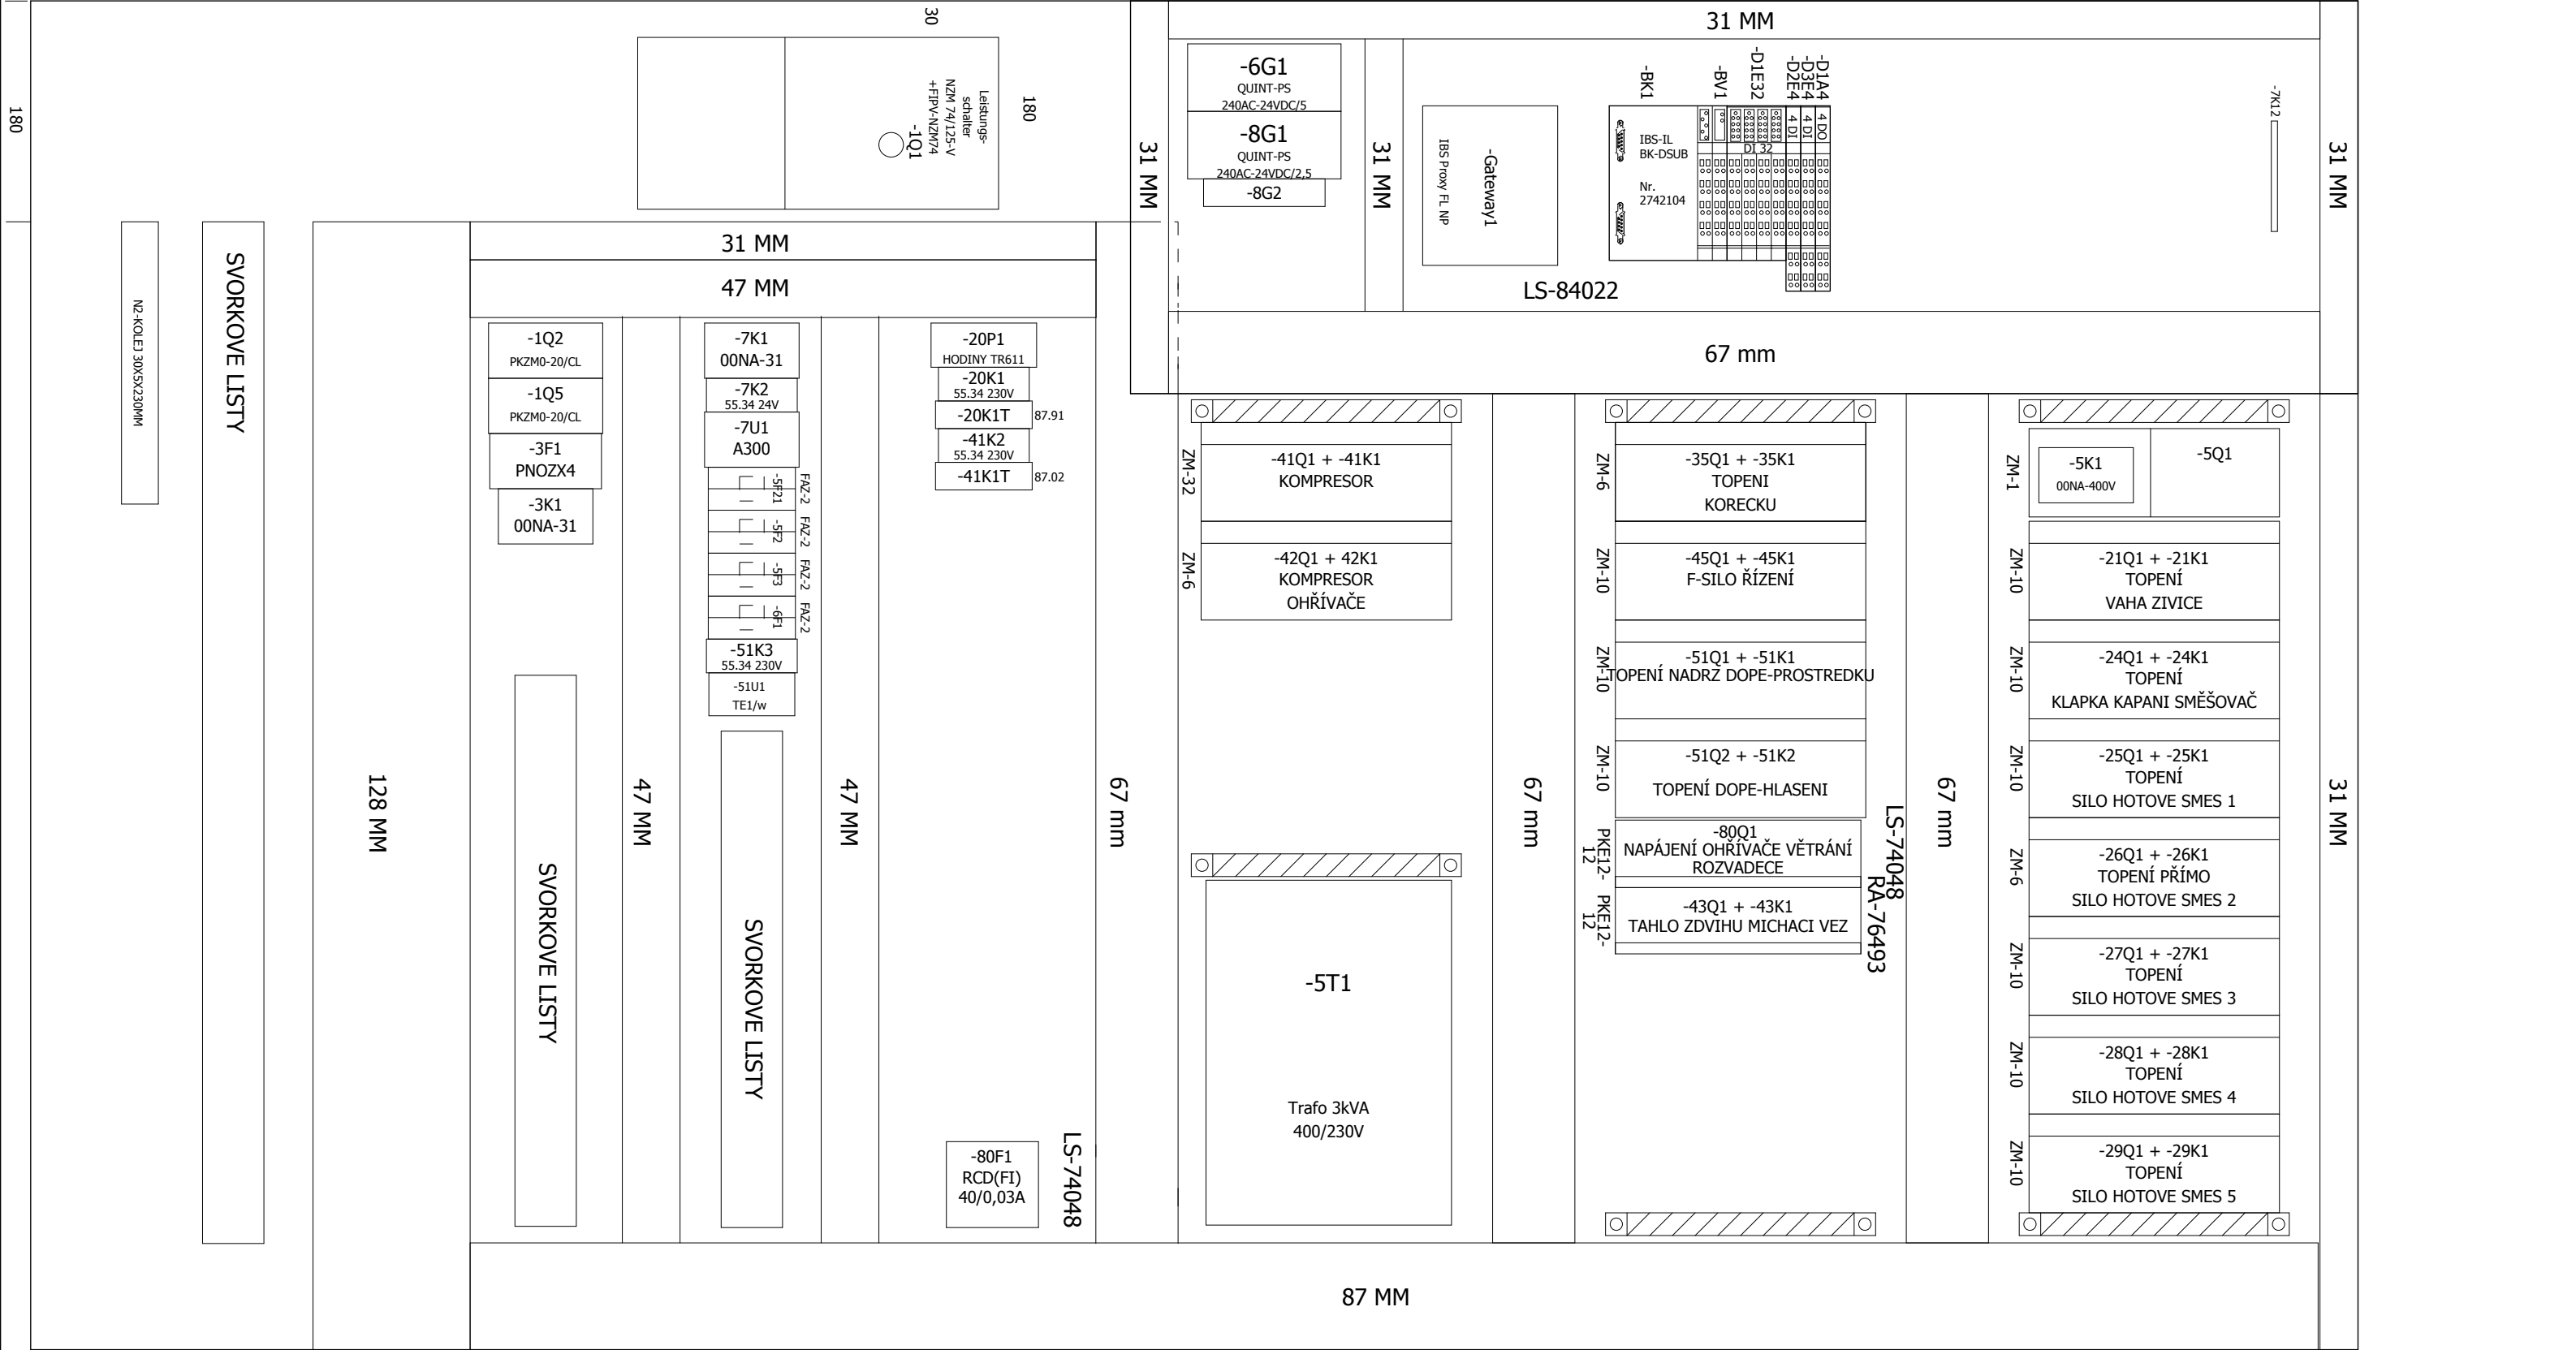 180
30
Leistungs-
schalter
NZM 74/125-V
+FIPV-NZM74
-1Q1
180
N2-KOLEJ 30X5X230MM
SVORKOVE LISTY
128 MM
31 MM
47 MM
-1Q2
PKZM0-20/CL
-1Q5
PKZM0-20/CL
-3F1
PNOZX4
-3K1
00NA-31
SVORKOVE LISTY
47 MM
-7K1
00NA-31
-7K2
55.34 24V
-7U1
A300
-5F21
FAZ-2
-5F2
FAZ-2
-5F3
FAZ-2
-6F1
FAZ-2
-51K3
55.34 230V
-51U1
TE1/w
SVORKOVE LISTY
47 MM
-20P1
HODINY TR611
-20K1
55.34 230V
-20K1T
87.91
-41K2
55.34 230V
-41K1T
87.02
-80F1
RCD(FI)
40/0,03A
LS-74048
67 mm
31 MM
31 MM
-6G1
QUINT-PS
240AC-24VDC/5
-8G1
QUINT-PS
240AC-24VDC/2,5
-8G2
31 MM
-Gateway1
IBS Proxy FL NP
LS-84022
-BK1
-BV1
-D1E32
-D2E4
-D3E4
-D1A4
IBS-IL
BK-DSUB
Nr.
2742104
DI 32
4 DI
4 DI
4 DO
-7K12
31 MM
67 mm
ZM-32
-41Q1 + -41K1
KOMPRESOR
ZM-6
-42Q1 + 42K1
KOMPRESOR
OHŘÍVAČE
-5T1
Trafo 3kVA
400/230V
67 mm
ZM-6
-35Q1 + -35K1
TOPENI
KORECKU
ZM-10
-45Q1 + -45K1
F-SILO ŘÍZENÍ
ZM-10
-51Q1 + -51K1
TOPENÍ NADRZ DOPE-PROSTREDKU
ZM-10
-51Q2 + -51K2
TOPENÍ DOPE-HLASENI
PKE12-
12
-80Q1
NAPÁJENÍ OHŘÍVAČE VĚTRÁNÍ
ROZVADECE
PKE12-
12
-43Q1 + -43K1
TAHLO ZDVIHU MICHACI VEZ
LS-74048
RA-76493
67 mm
ZM-1
-5K1
00NA-400V
-5Q1
ZM-10
-21Q1 + -21K1
TOPENÍ
VAHA ZIVICE
ZM-10
-24Q1 + -24K1
TOPENÍ
KLAPKA KAPANI SMĚŠOVAČ
ZM-10
-25Q1 + -25K1
TOPENÍ
SILO HOTOVE SMES 1
ZM-6
-26Q1 + -26K1
TOPENÍ PŘÍMO
SILO HOTOVE SMES 2
ZM-10
-27Q1 + -27K1
TOPENÍ
SILO HOTOVE SMES 3
ZM-10
-28Q1 + -28K1
TOPENÍ
SILO HOTOVE SMES 4
ZM-10
-29Q1 + -29K1
TOPENÍ
SILO HOTOVE SMES 5
31 MM
87 MM